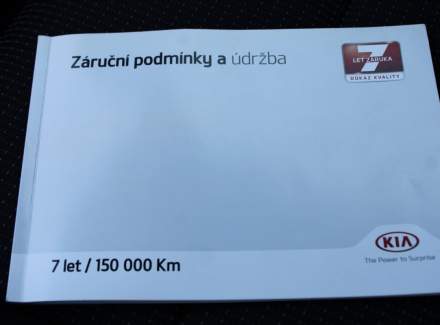 Záruční podmínky a údržba
7
LET ZÁRUKA
DŮKAZ KVALITY
KIA
The Power to Surprise
7 let / 150 000 Km